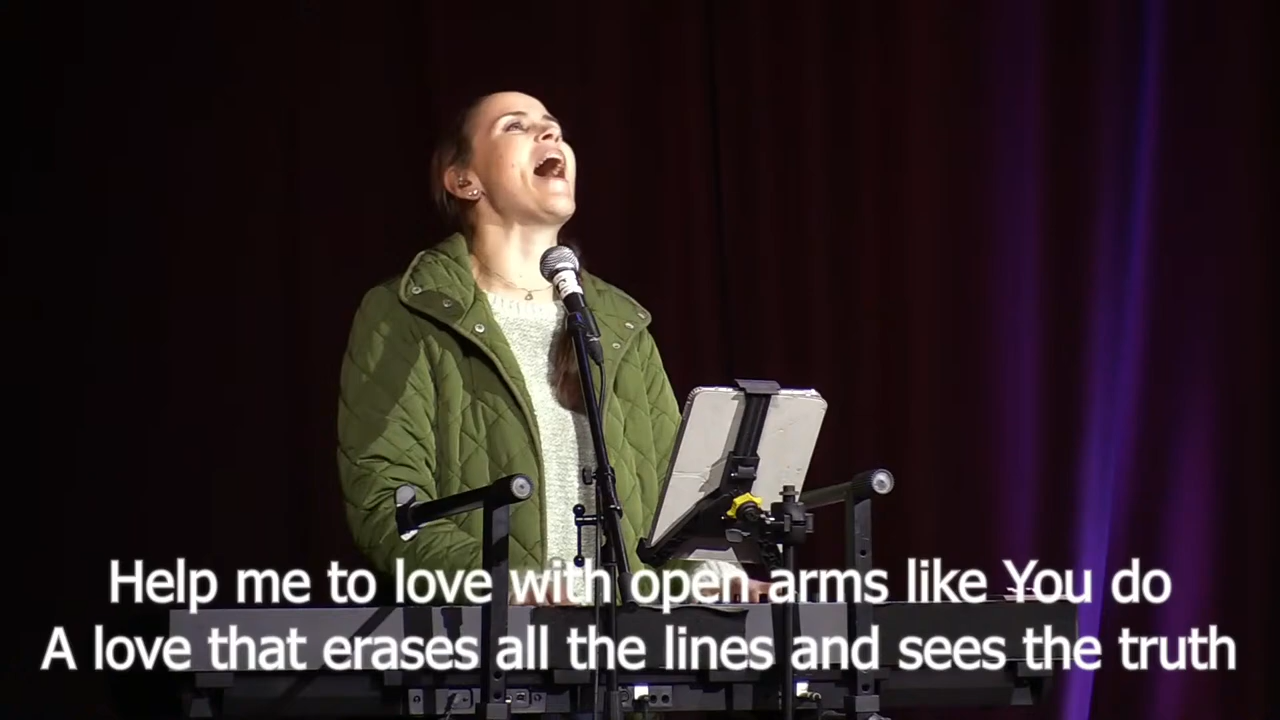 Help me to love with open arms like You do
A love that erases all the lines and sees the truth